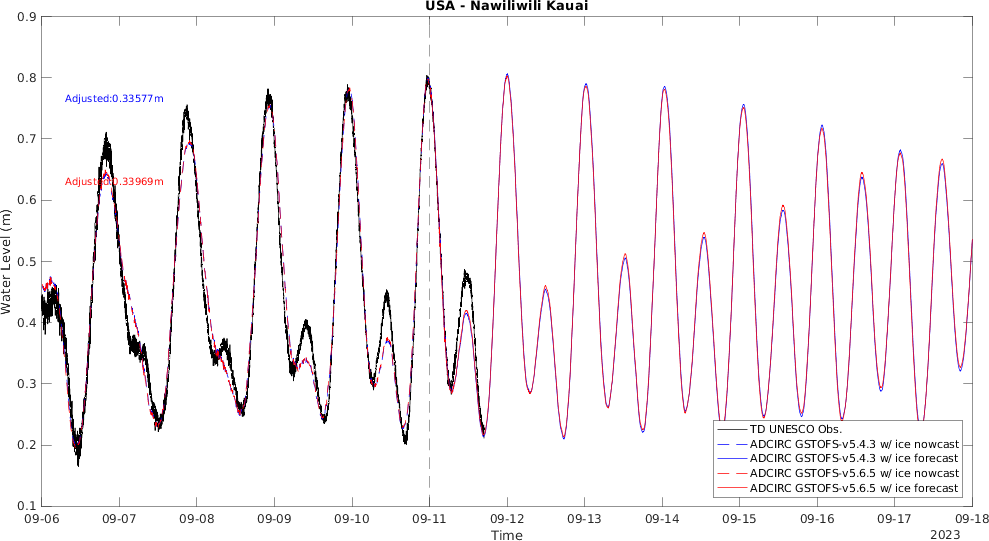 USA - Nawiliwili Kauai
0.9
0.8
Adjusted:0.33577m
0.7
Adjusted:0.33969m
0.6
0.5
Water Level (m)
0.4
0.3
0.2
TD UNESCO Obs.
ADCIRC GSTOFS-v5.4.3 w/ ice nowcast
ADCIRC GSTOFS-v5.4.3 w/ ice forecast
ADCIRC GSTOFS-v5.6.5 w/ ice nowcast
ADCIRC GSTOFS-v5.6.5 w/ ice forecast
0.1
09-06 09-07 09-08 09-09 09-10 09-11 09-12 09-13 09-14 09-15 09-16 09-17 09-18
Time
2023